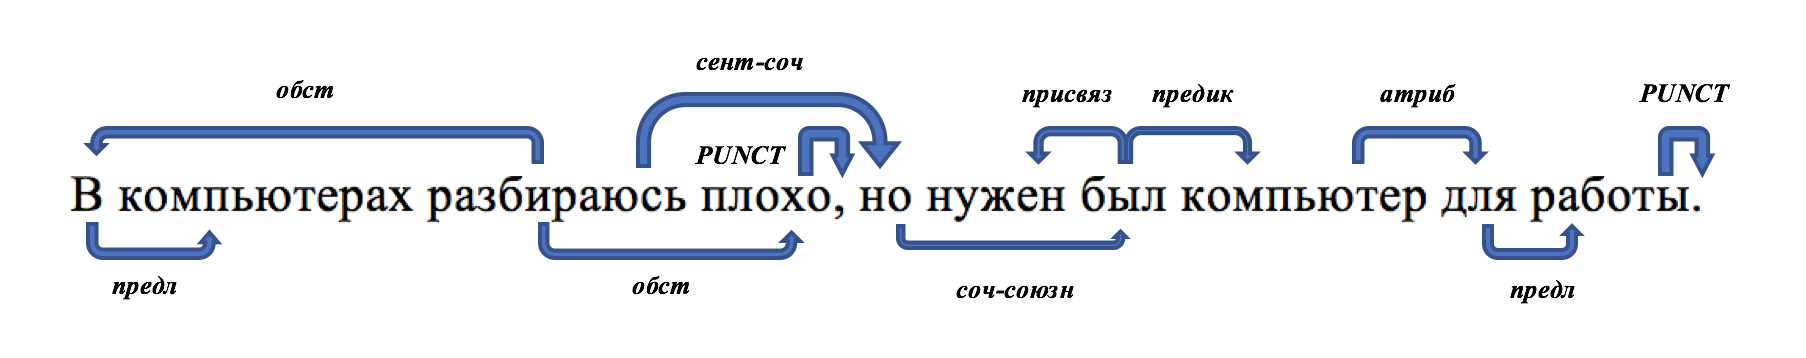 сент-соч
обст присвяз предик атриб PUNCT
PUNCT
В компьютерах разбираюсь плохо, но нужен был компьютер для работы.
предл обст соч-союзн предл